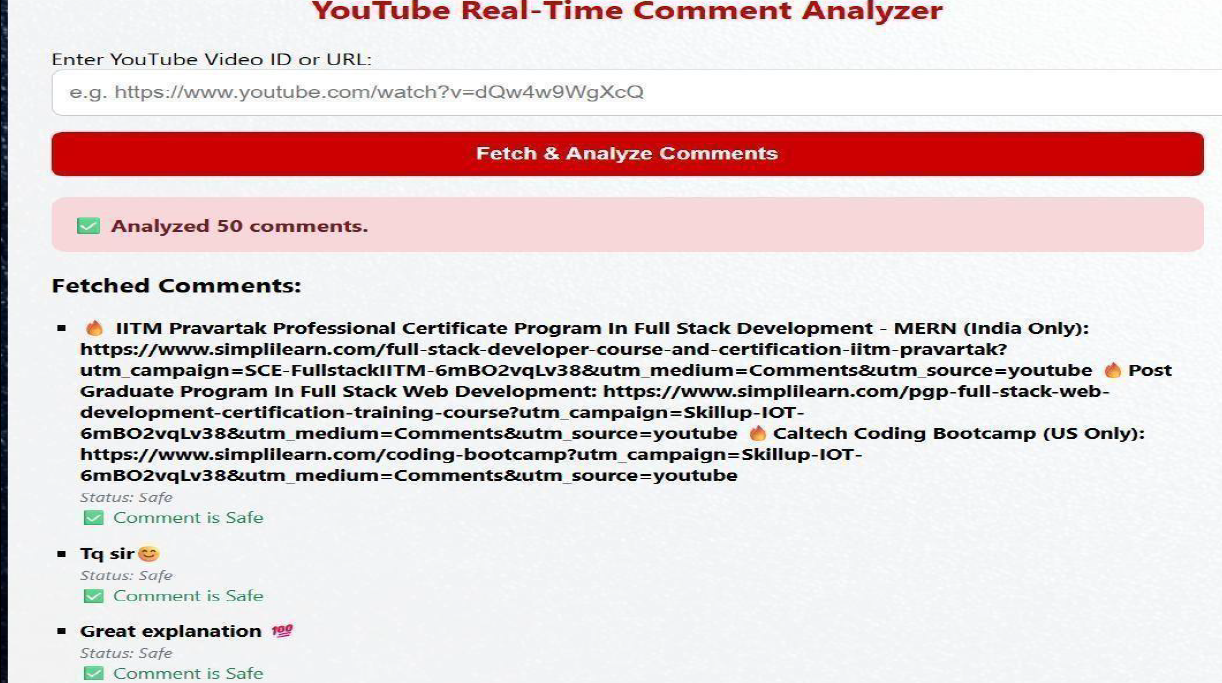 YouTube Real-Time Comment Analyzer
Enter YouTube Video ID or URL:
e.g. https://www.youtube.com/watch?v=dQw4w9WgXcQ
Fetch & Analyze Comments
✅ Analyzed 50 comments.
Fetched Comments:
▪ 🔥 IITM Pravartak Professional Certificate Program In Full Stack Development - MERN (India Only):
https://www.simplilearn.com/full-stack-developer-course-and-certification-iitm-pravartak?
utm_campaign=SCE-FullstackIITM-6mBO2vqLv38&utm_medium=Comments&utm_source=youtube 🔥 Post
Graduate Program In Full Stack Web Development: https://www.simplilearn.com/pgp-full-stack-web-
development-certification-training-course?utm_campaign=Skillup-IOT-
6mBO2vqLv38&utm_medium=Comments&utm_source=youtube 🔥 Caltech Coding Bootcamp (US Only):
https://www.simplilearn.com/coding-bootcamp?utm_campaign=Skillup-IOT-
6mBO2vqLv38&utm_medium=Comments&utm_source=youtube
Status: Safe
✅ Comment is Safe
▪ Tq sir😊
Status: Safe
✅ Comment is Safe
▪ Great explanation 💯
Status: Safe
✅ Comment is Safe